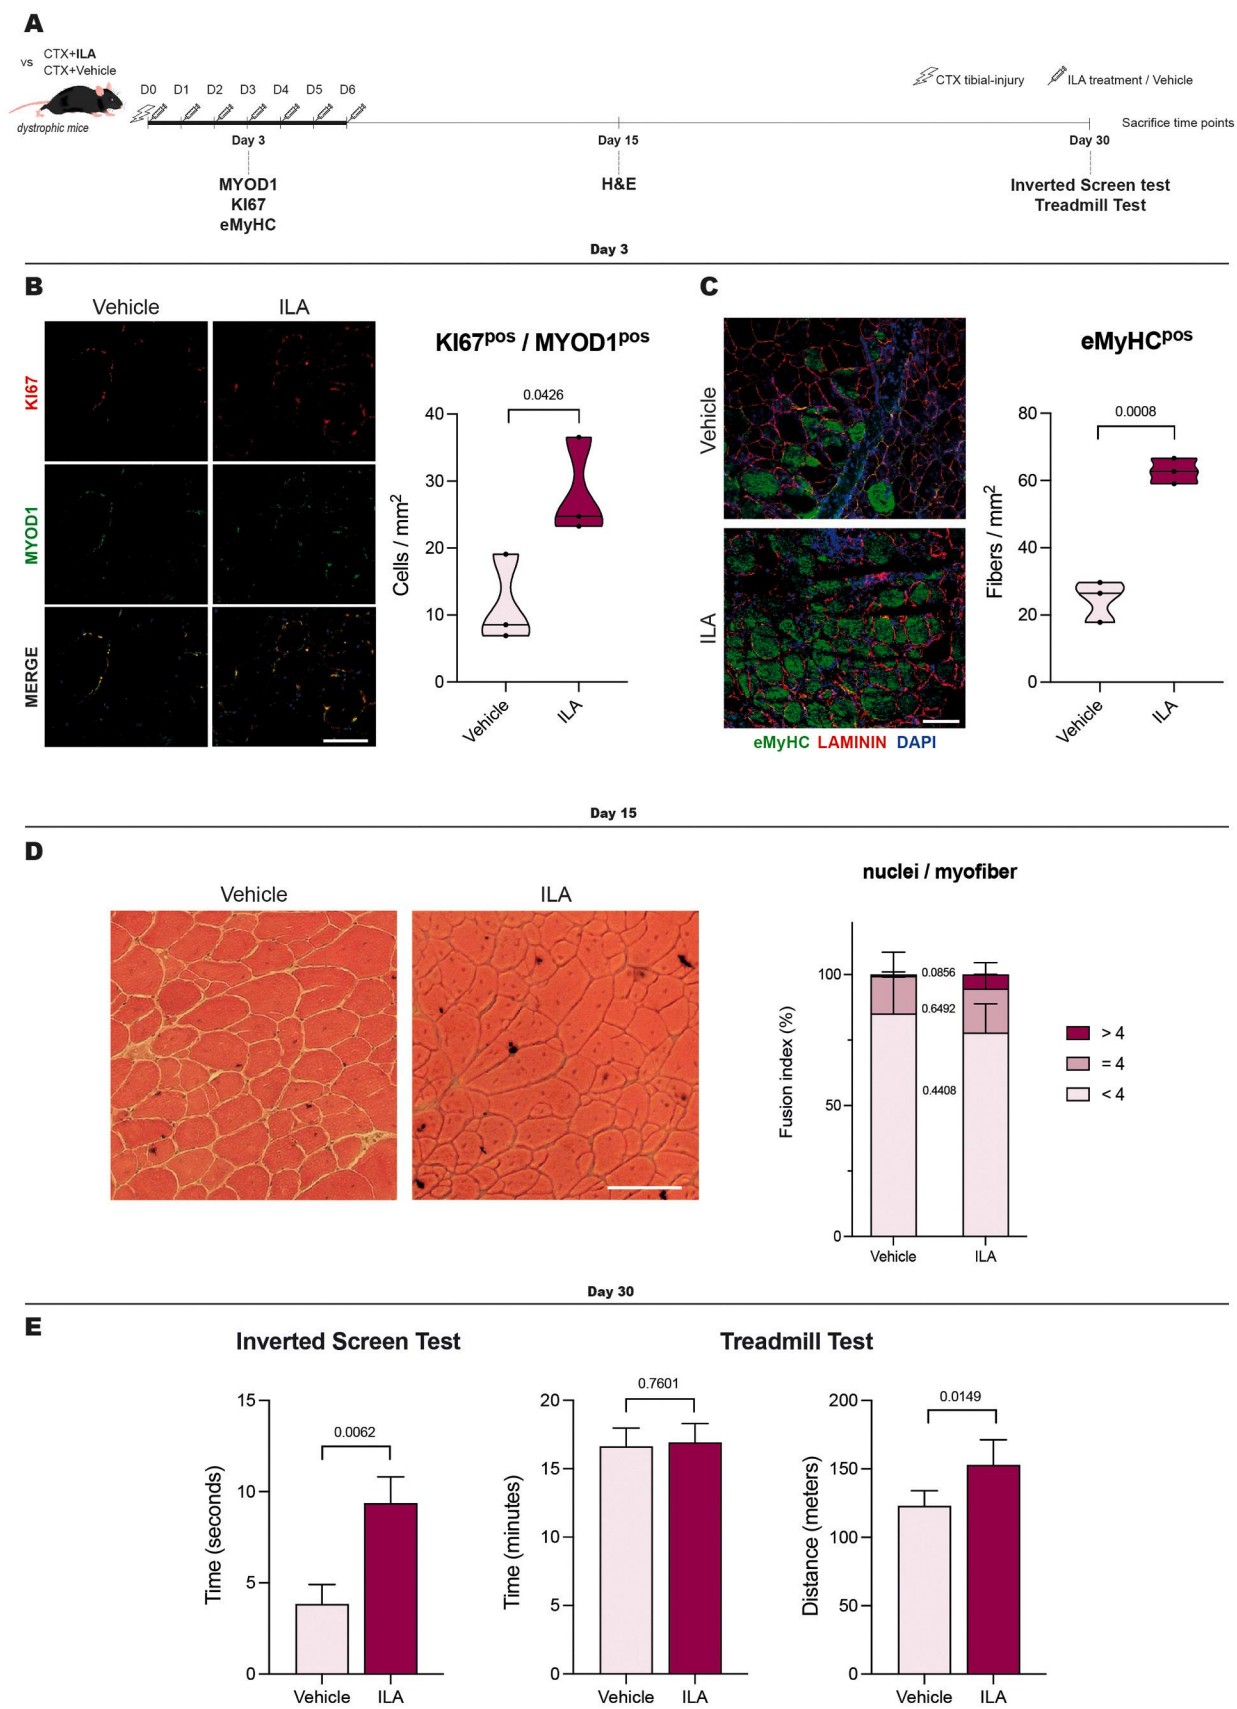 A
vs
CTX+ILA
CTX+Vehicle
dystrophic mice
D0 D1 D2 D3 D4 D5 D6
CTX tibial-injury
ILA treatment / Vehicle
Sacrifice time points
Day 3
Day 15
Day 30
MYOD1
KI67
eMyHC
H&E
Inverted Screen test
Treadmill Test
Day 3
B
Vehicle
ILA
KI67
MYOD1
MERGE
KI67pos / MYOD1pos
0.0426
Cells / mm2
40
30
20
10
0
Vehicle
ILA
C
Vehicle
ILA
eMyHC LAMININ DAPI
eMyHCpos
0.0008
Fibers / mm2
80
60
40
20
0
Vehicle
ILA
Day 15
D
Vehicle
ILA
nuclei / myofiber
Fusion index (%)
100
50
0
0.0856
0.6492
0.4408
Vehicle
ILA
> 4
= 4
< 4
Day 30
E
Inverted Screen Test
Time (seconds)
15
10
5
0
0.0062
Vehicle
ILA
Treadmill Test
Time (minutes)
20
15
10
5
0
0.7601
Vehicle
ILA
Distance (meters)
200
150
100
50
0
0.0149
Vehicle
ILA